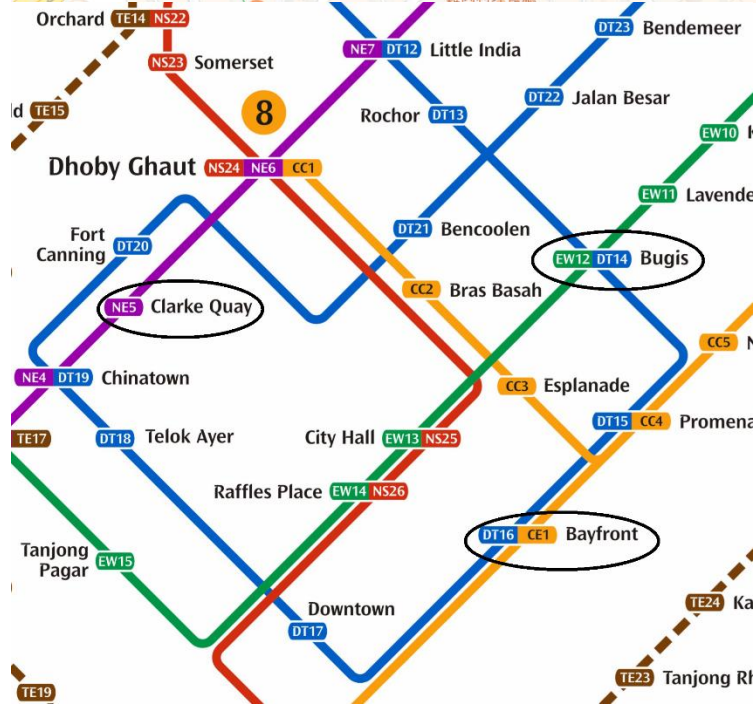 Orchard TE14 NS22
NS23 Somerset
TE15
8
Dhoby Ghaut NS24 NE6 CC1
NE7 DT12 Little India
DT23 Bendemeer
DT22 Jalan Besar
Rochor DT13
EW10
EW11
DT21 Bencoolen
Fort
Canning DT20
EW12 DT14 Bugis
CC2 Bras Basah
NE5 Clarke Quay
CC5
NE4 DT19 Chinatown
CC3 Esplanade
DT15 CC4
TE17
DT18 Telok Ayer
City Hall EW13 NS25
Raffles Place EW14 NS26
DT16 CE1 Bayfront
Tanjong
Pagar EW15
Downtown
DT17
TE24
TE23 Tanjong
TE19